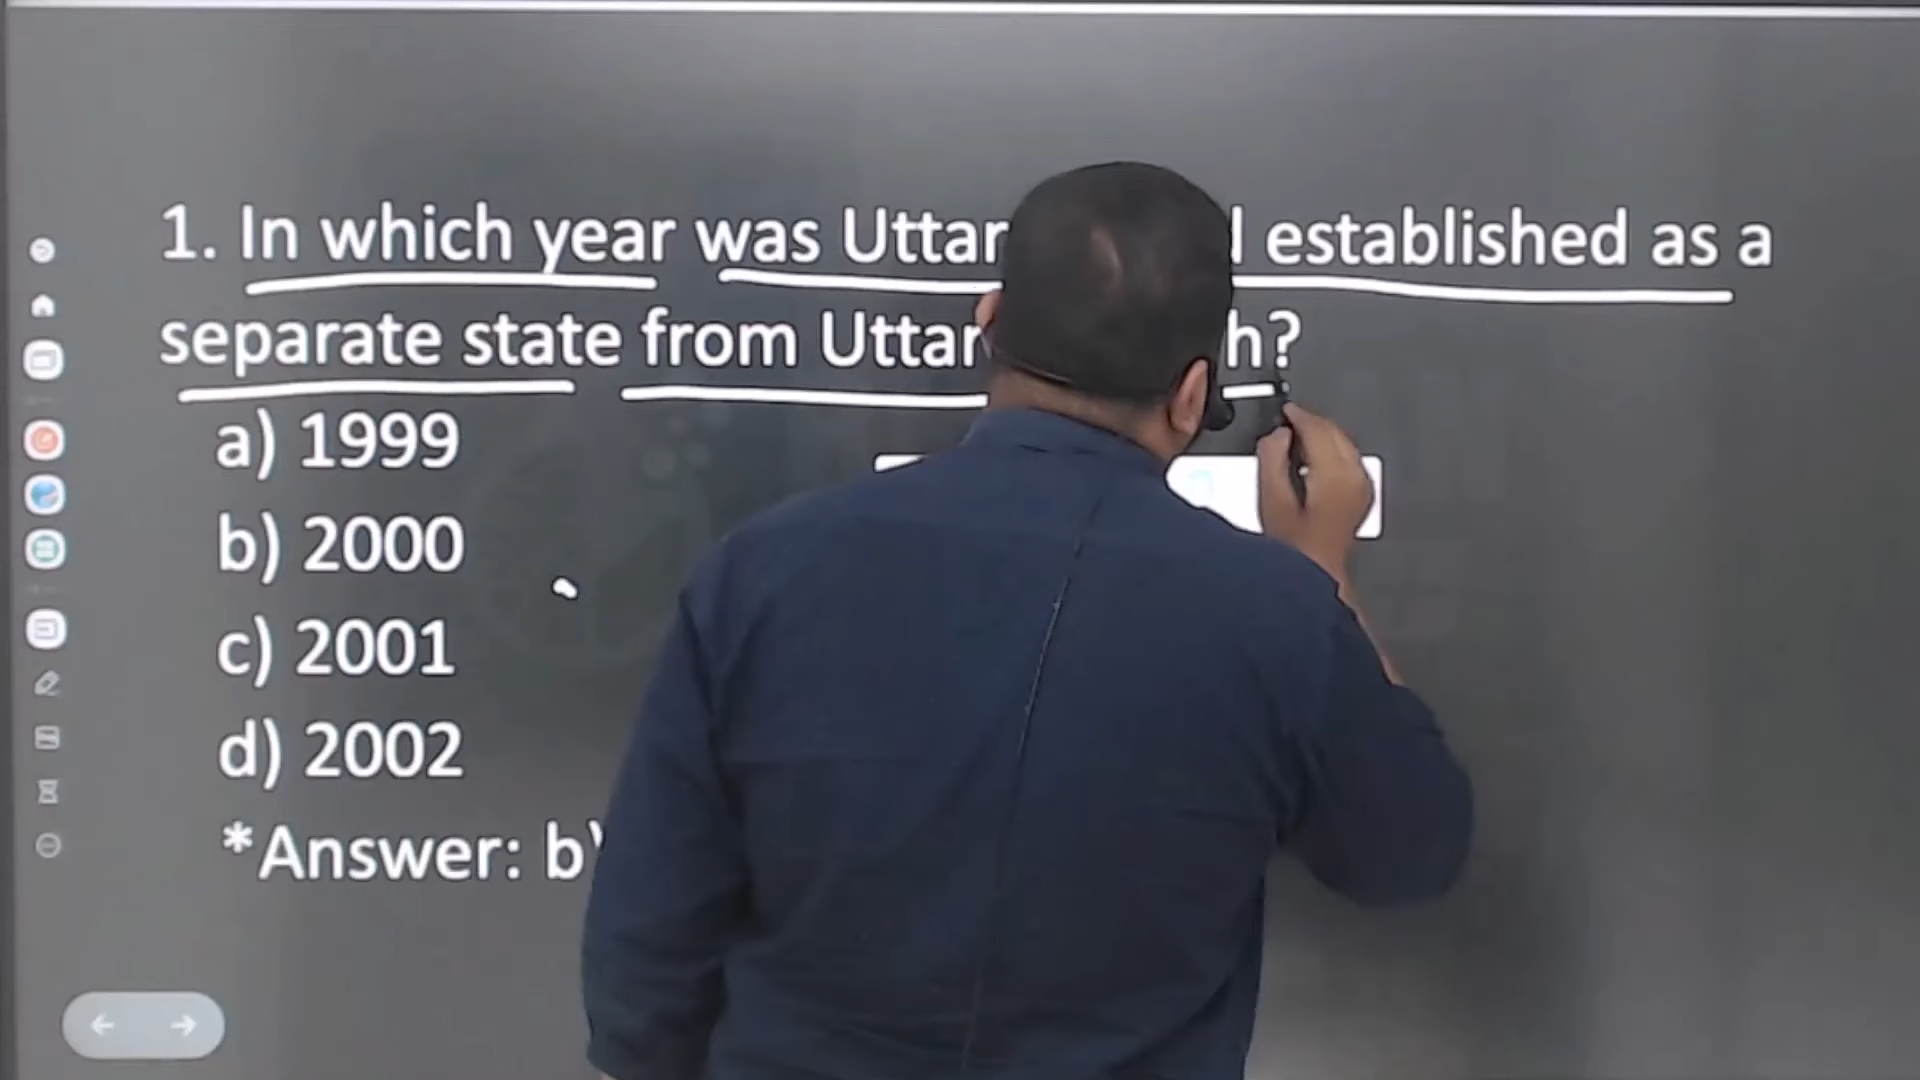 1. In which year was Uttar established as a
separate state from Uttar h?
a) 1999
b) 2000
c) 2001
d) 2002
*Answer: b)